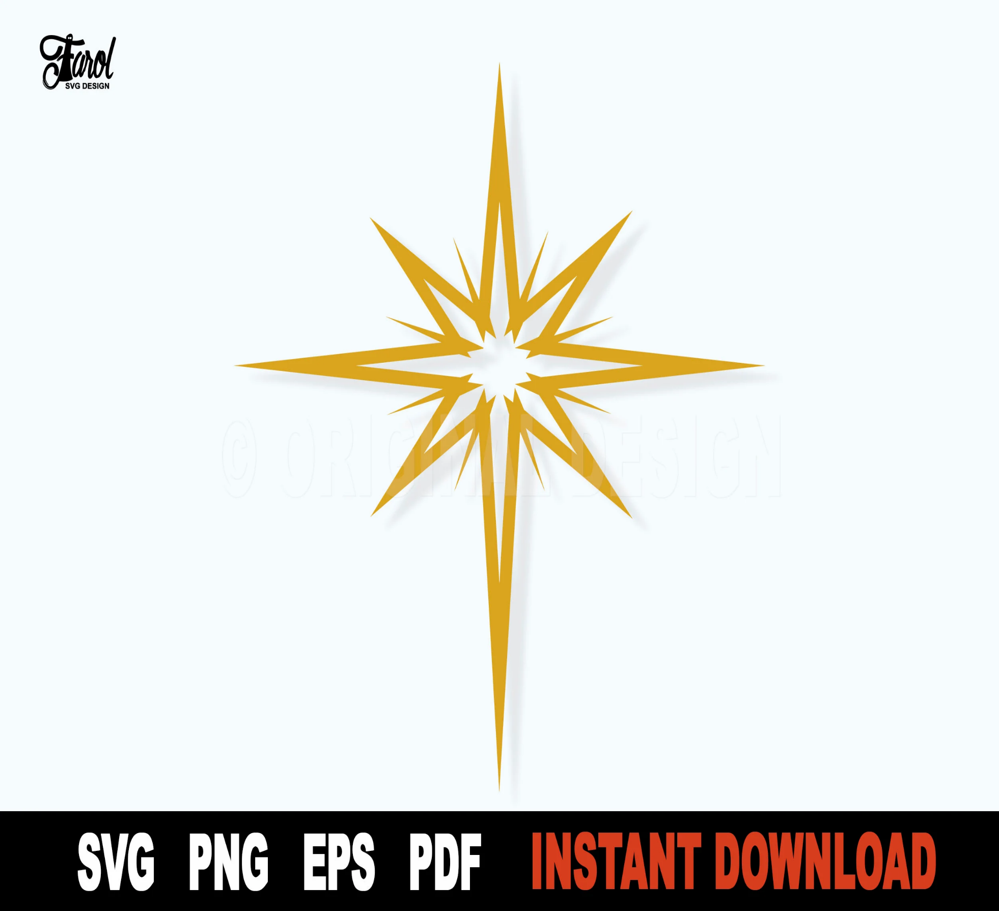 Farol
SVG DESIGN
© ORIGINAL DESIGN
SVG PNG EPS PDF INSTANT DOWNLOAD